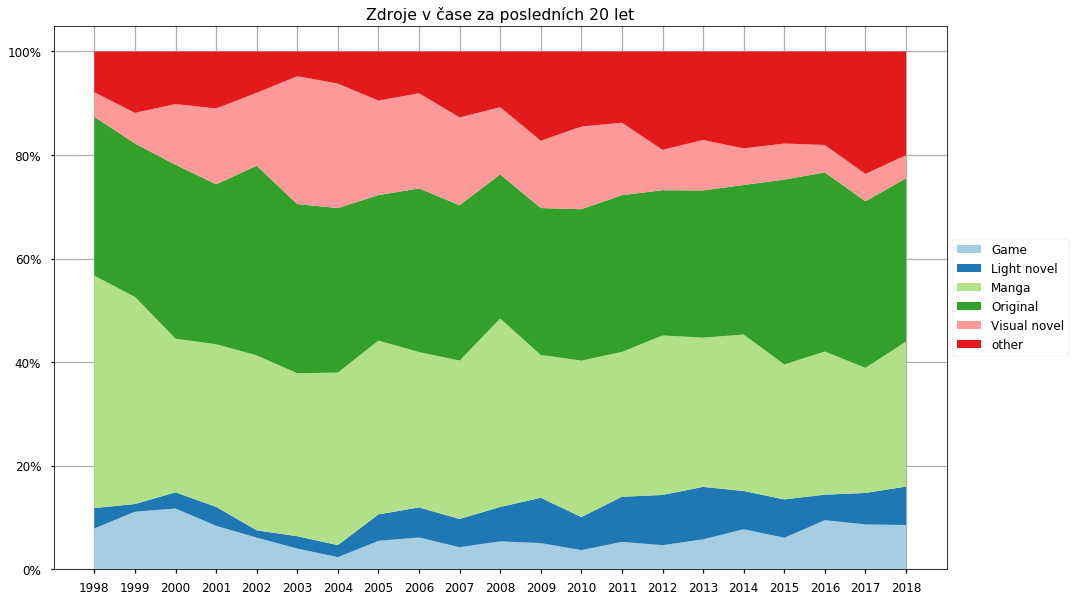 Zdroje v čase za posledních 20 let
100%
80%
60%
40%
20%
0%
1998 1999 2000 2001 2002 2003 2004 2005 2006 2007 2008 2009 2010 2011 2012 2013 2014 2015 2016 2017 2018
Game
Light novel
Manga
Original
Visual novel
other